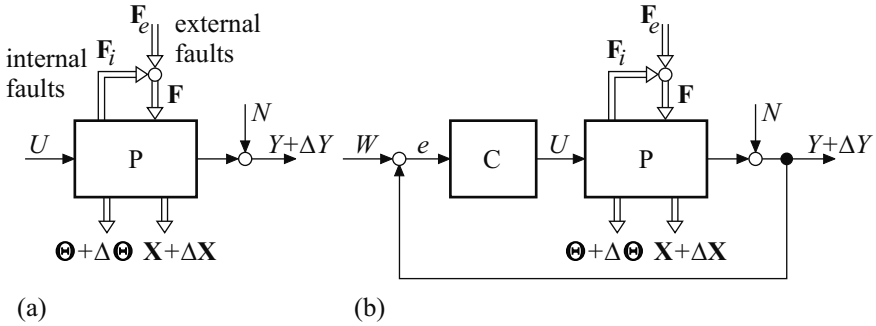 F_e
external
faults
F_i
internal
faults
F
N
U
P
Y+ΔY
Θ+ΔΘ X+ΔX
(a)
F_e
F_i
F
N
W
e
C
U
P
Y+ΔY
Θ+ΔΘ X+ΔX
(b)